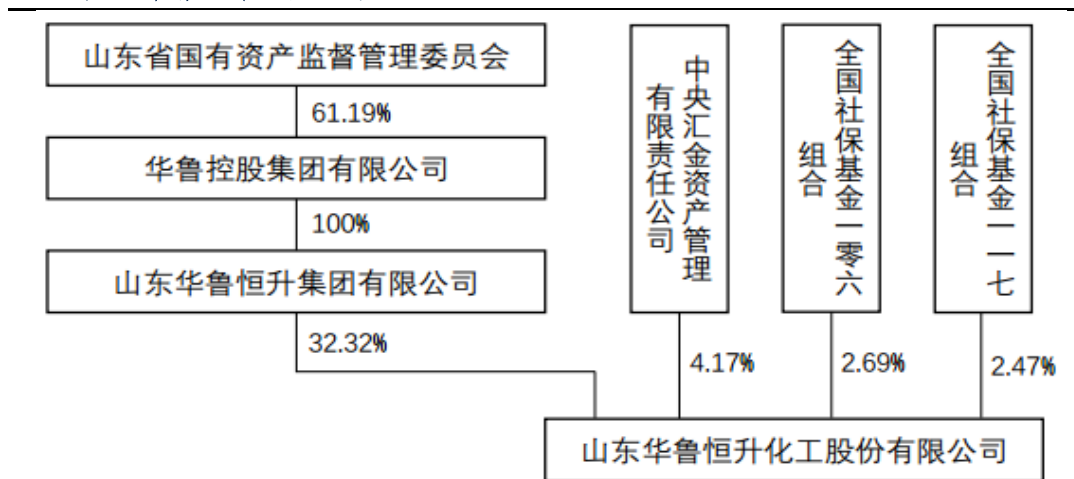 山东省国有资产监督管理委员会
61.19%
华鲁控股集团有限公司
100%
山东华鲁恒升集团有限公司
32.32%
中央汇金资产管理
有限责任公司
4.17%
全国社保基金一零六
组合
2.69%
全国社保基金一一七
组合
2.47%
山东华鲁恒升化工股份有限公司